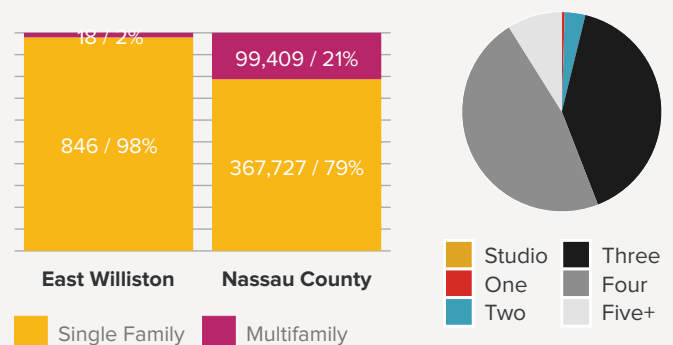 18 / 2%
99,409 / 21%
846 / 98%
367,727 / 79%
East Williston
Nassau County
Single Family
Multifamily
Studio
One
Two
Three
Four
Five+